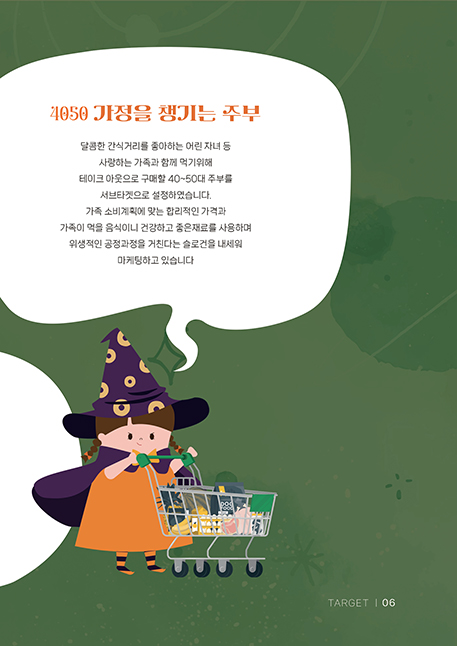 4050 가정을 챙기는 주부
달콤한 간식거리를 좋아하는 어린 자녀 등
사랑하는 가족과 함께 먹기위해
테이크 아웃으로 구매할 40~50대 주부를
서브타겟으로 설정하였습니다.
가족 소비계획에 맞는 합리적인 가격과
가족이 먹을 음식이니 건강하고 좋은재료를 사용하며
위생적인 공정과정을 거친다는 슬로건을 내세워
마케팅하고 있습니다
TARGET | 06